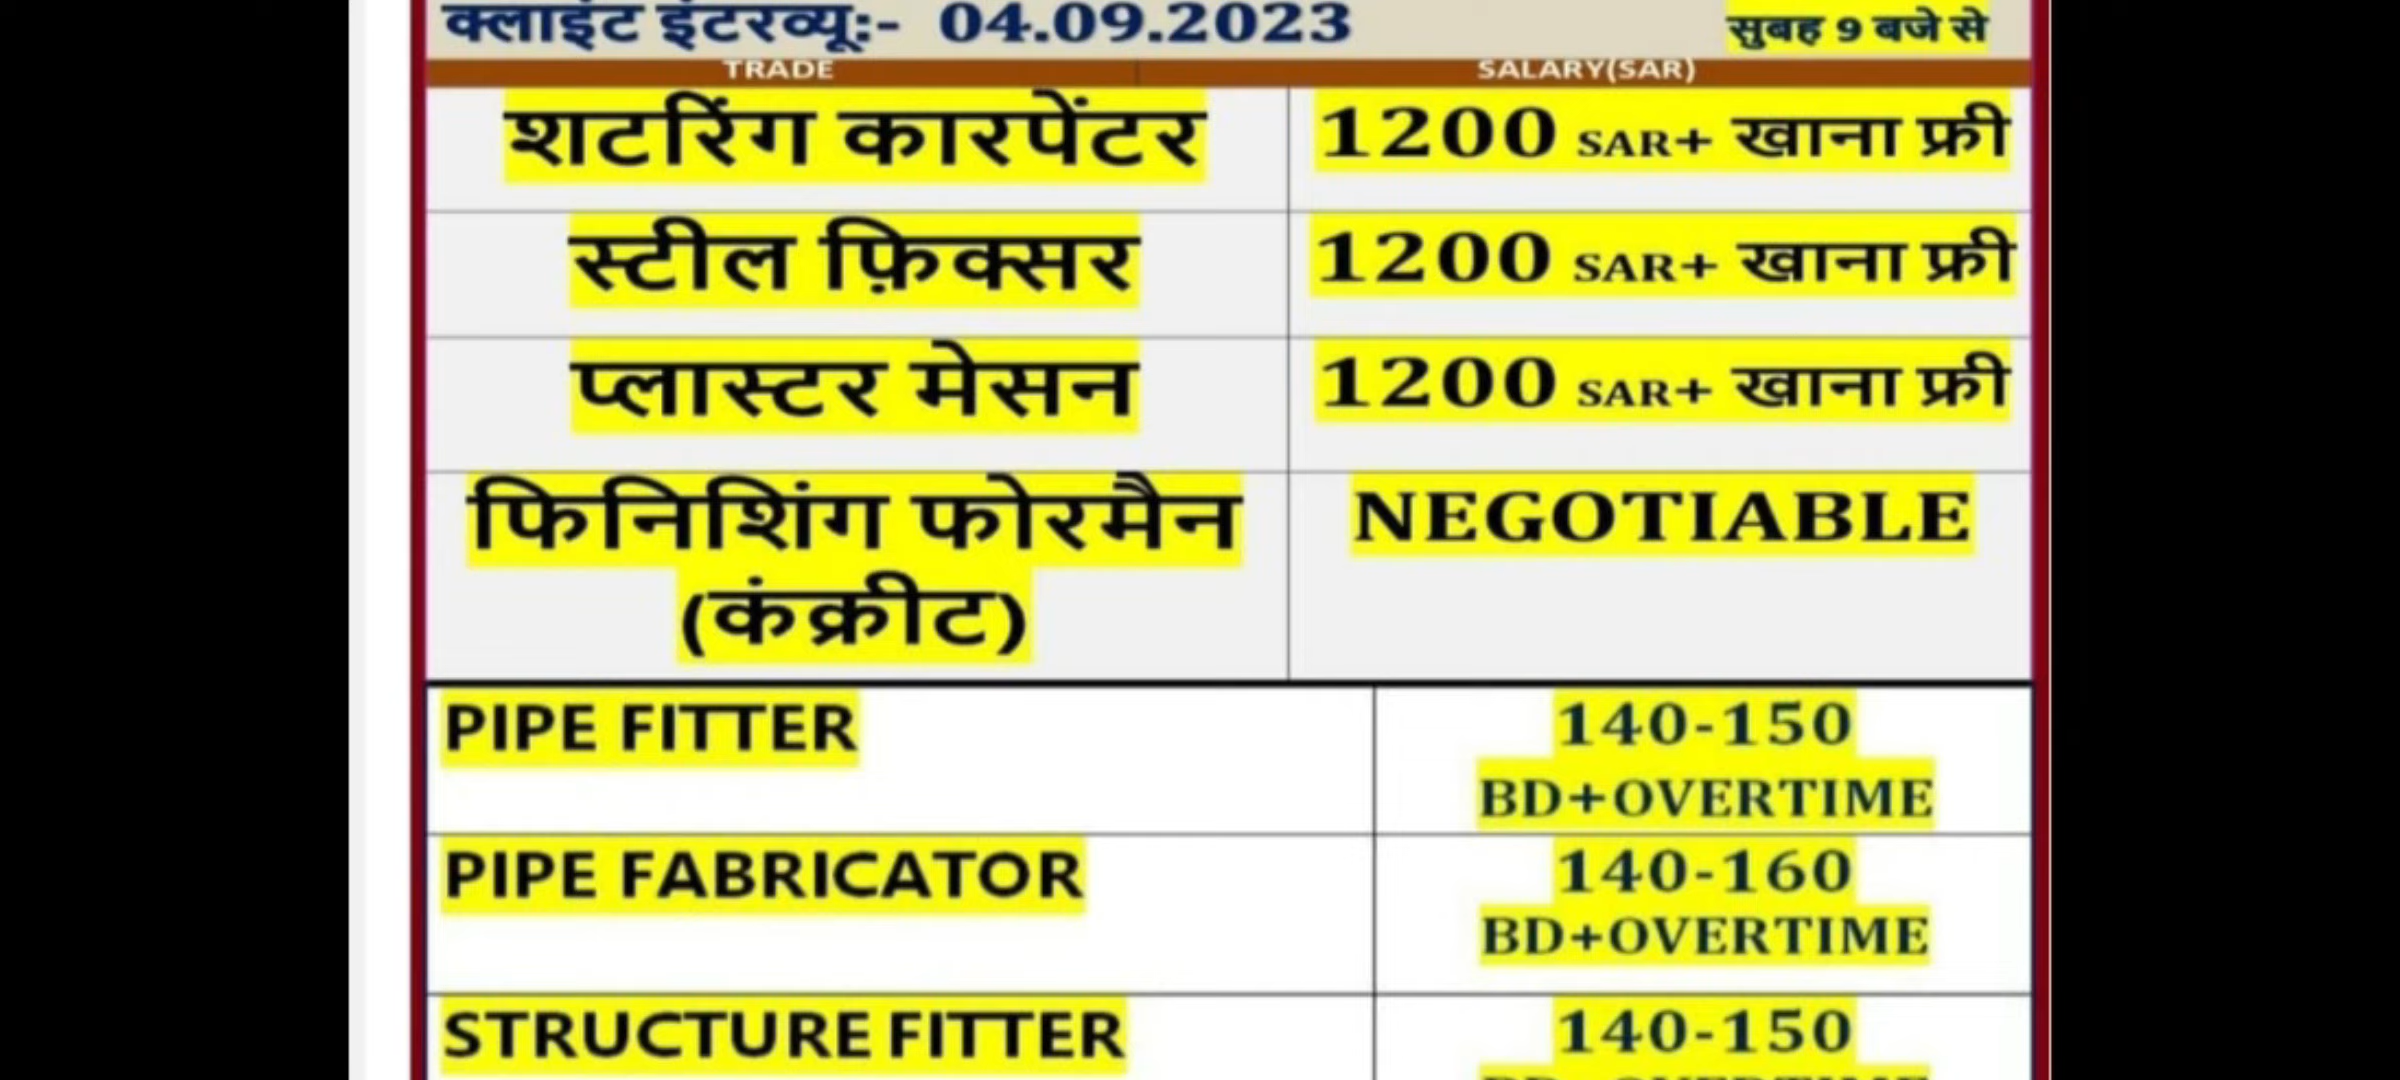 क्लाइंट इंटरव्यू:- 04.09.2023 सुबह 9 बजे से
TRADE SALARY(SAR)
शटरिंग कारपेंटर 1200 SAR+ खाना फ्री
स्टील फ़िक्सर 1200 SAR+ खाना फ्री
प्लास्टर मेसन 1200 SAR+ खाना फ्री
फिनिशिंग फोरमैन NEGOTIABLE
(कंक्रीट)
PIPE FITTER 140-150
BD+OVERTIME
PIPE FABRICATOR 140-160
BD+OVERTIME
STRUCTURE FITTER 140-150